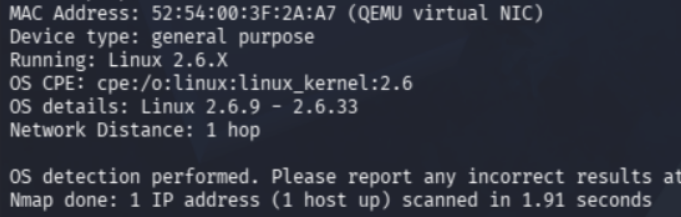 MAC Address: 52:54:00:3F:2A:A7 (QEMU virtual NIC)
Device type: general purpose
Running: Linux 2.6.X
OS CPE: cpe:/o:linux:linux_kernel:2.6
OS details: Linux 2.6.9 - 2.6.33
Network Distance: 1 hop
OS detection performed. Please report any incorrect results at
Nmap done: 1 IP address (1 host up) scanned in 1.91 seconds